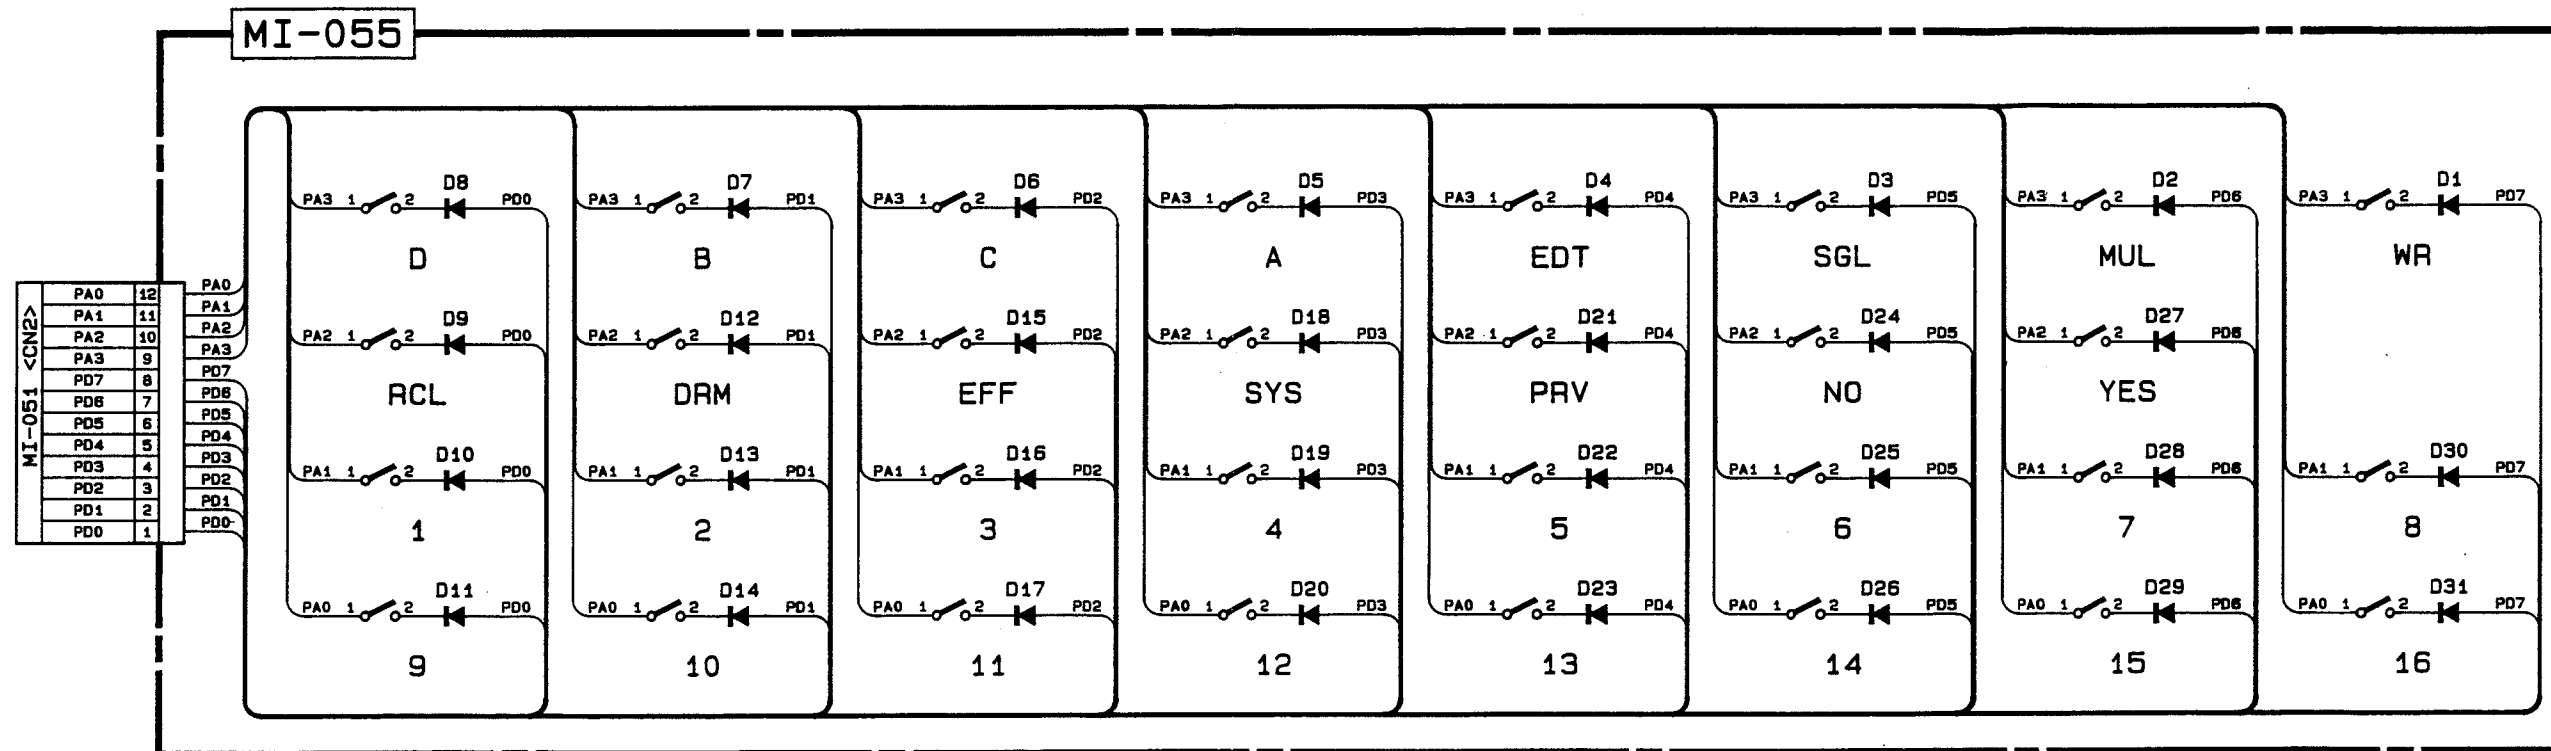 MI-055
D8 D7 D6 D5 D4 D3 D2 D1
PA3 1 2 PD0 PA3 1 2 PD1 PA3 1 2 PD2 PA3 1 2 PD3 PA3 1 2 PD4 PA3 1 2 PD5 PA3 1 2 PD6 PA3 1 2 PD7
D B C A EDT SGL MUL WR
MI-051 <CN2>
PA0 12 PA0
PA1 11 PA1
PA2 10 PA2
PA3 9 PA3
PD7 8 PD7
PD6 7 PD6
PD5 6 PD5
PD4 5 PD4
PD3 4 PD3
PD2 3 PD2
PD1 2 PD1
PD0 1 PD0
D9 D12 D15 D18 D21 D24 D27
PA2 1 2 PD0 PA2 1 2 PD1 PA2 1 2 PD2 PA2 1 2 PD3 PA2 1 2 PD4 PA2 1 2 PD5 PA2 1 2 PD6
RCL DRM EFF SYS PRV NO YES
D10 D13 D16 D19 D22 D25 D28 D30
PA1 1 2 PD0 PA1 1 2 PD1 PA1 1 2 PD2 PA1 1 2 PD3 PA1 1 2 PD4 PA1 1 2 PD5 PA1 1 2 PD6 PA1 1 2 PD7
1 2 3 4 5 6 7 8
D11 D14 D17 D20 D23 D26 D29 D31
PA0 1 2 PD0 PA0 1 2 PD1 PA0 1 2 PD2 PA0 1 2 PD3 PA0 1 2 PD4 PA0 1 2 PD5 PA0 1 2 PD6 PA0 1 2 PD7
9 10 11 12 13 14 15 16